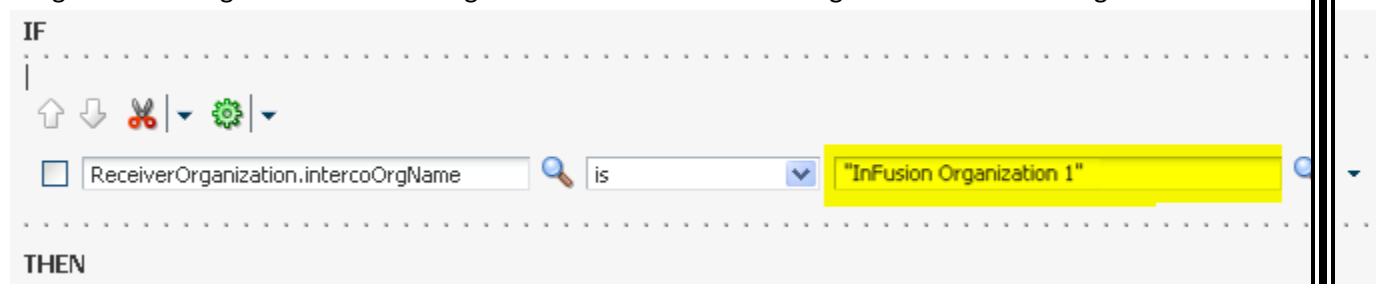 IF
ReceiverOrganization.intercoOrgName is "InFusion Organization 1"
THEN